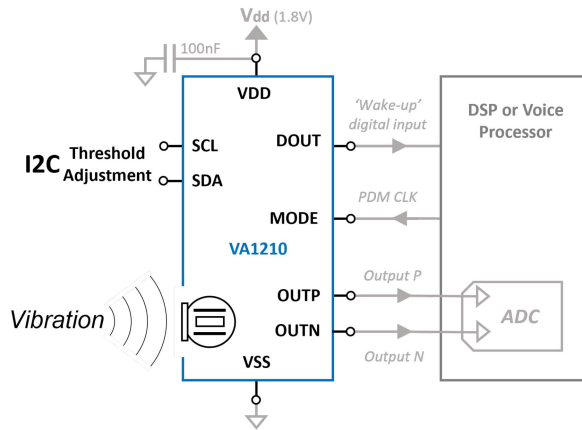 Vdd (1.8V)
100nF
VDD
'Wake-up'
digital input
DSP or Voice
Processor
I2C Threshold
Adjustment
SCL
SDA
DOUT
PDM CLK
MODE
VA1210
Vibration
OUTP
Output P
ADC
OUTN
Output N
VSS